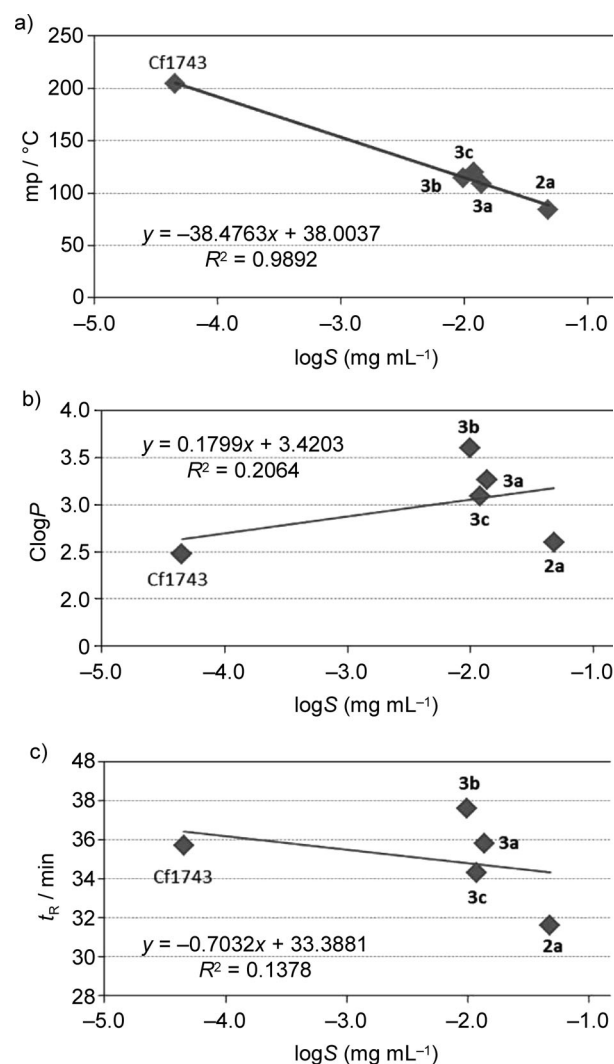 a)
250
200
150
100
50
0
mp / °C
Cf1743
3c
3b
3a
2a
y = –38.4763x + 38.0037
R² = 0.9892
–5.0 –4.0 –3.0 –2.0 –1.0
logS (mg mL⁻¹)
b)
4.0
3.5
3.0
2.5
2.0
0
ClogP
3b
y = 0.1799x + 3.4203
R² = 0.2064
3a
3c
Cf1743
2a
–5.0 –4.0 –3.0 –2.0 –1.0
logS (mg mL⁻¹)
c)
48
38
36
34
32
30
28
tR / min
3b
3a
Cf1743
3c
2a
y = –0.7032x + 33.3881
R² = 0.1378
–5.0 –4.0 –3.0 –2.0 –1.0
logS (mg mL⁻¹)